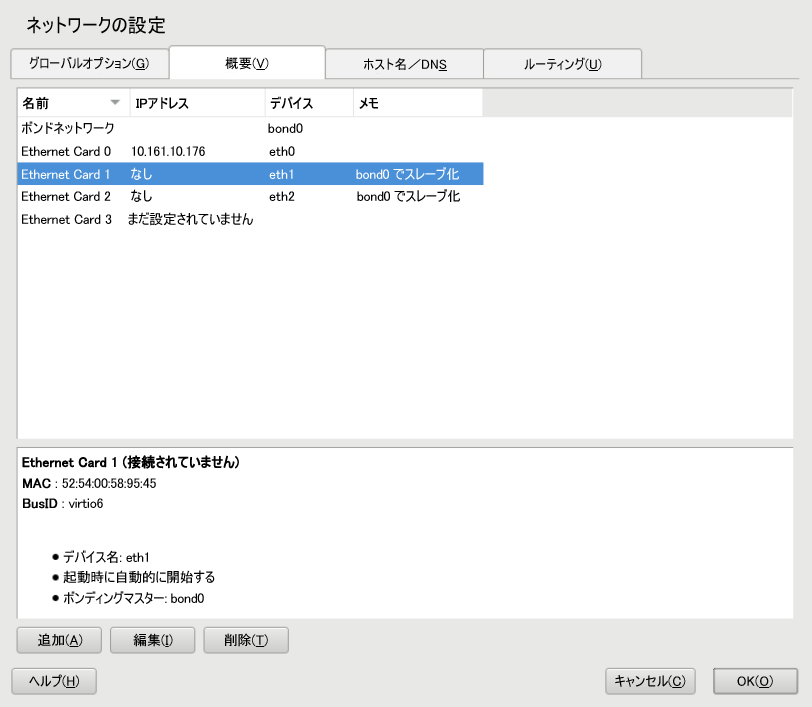 ネットワークの設定
グローバルオプション(G) 概要(V) ホスト名／DNS ルーティング(U)
名前 IPアドレス デバイス メモ
ボンドネットワーク bond0
Ethernet Card 0 10.161.10.176 eth0
Ethernet Card 1 なし eth1 bond0 でスレーブ化
Ethernet Card 2 なし eth2 bond0 でスレーブ化
Ethernet Card 3 まだ設定されていません
Ethernet Card 1 (接続されていません)
MAC : 52:54:00:58:95:45
BusID : virtio6
● デバイス名: eth1
● 起動時に自動的に開始する
● ボンディングマスター: bond0
追加(A) 編集(I) 削除(T)
ヘルプ(H) キャンセル(C) OK(O)